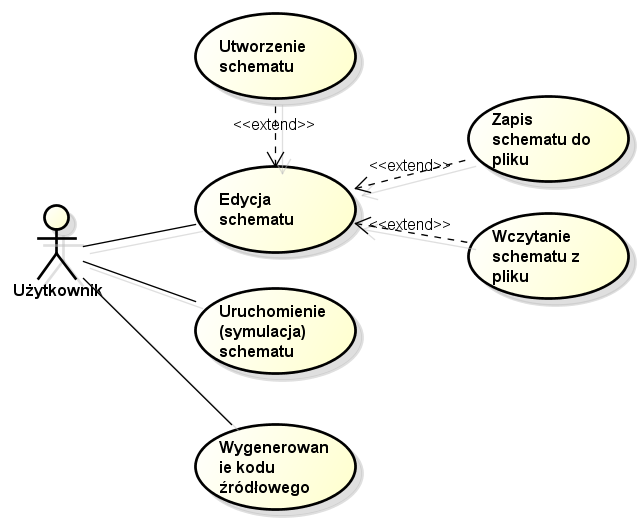 Utworzenie
schematu
<<extend>>
Zapis
schematu do
pliku
<<extend>>
Edycja
schematu
<<extend>>
Wczytanie
schematu z
pliku
Użytkownik
Uruchomienie
(symulacja)
schematu
Wygenerowan
ie kodu
źródłowego